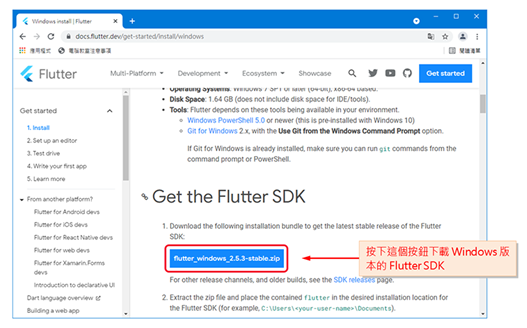 Windows install | Flutter
docs.flutter.dev/get-started/install/windows
應用程式
電腦教室注意事項
閱讀清單
Flutter
Multi-Platform
Development
Ecosystem
Showcase
Get started
Get started
1. Install
2. Set up an editor
3. Test drive
4. Write your first app
5. Learn more
From another platform?
Flutter for Android devs
Flutter for iOS devs
Flutter for React Native devs
Flutter for web devs
Flutter for Xamarin.Forms
devs
Introduction to declarative UI
Dart language overview
Building a web app
Operating Systems: Windows 7 SP1 or later (64-bit), x86-64 based.
Disk Space: 1.64 GB (does not include disk space for IDE/tools).
Tools: Flutter depends on these tools being available in your environment.
Windows PowerShell 5.0 or newer (this is pre-installed with Windows 10)
Git for Windows 2.x, with the Use Git from the Windows Command Prompt option.
If Git for Windows is already installed, make sure you can run git commands from the
command prompt or PowerShell.
Get the Flutter SDK
1. Download the following installation bundle to get the latest stable release of the Flutter
SDK:
flutter_windows_2.5.3-stable.zip
按下這個按鈕下載 Windows 版
本的 Flutter SDK
For other release channels, and older builds, see the SDK releases page.
2. Extract the zip file and place the contained flutter in the desired installation location for
the Flutter SDK (for example, C:\Users\<your-user-name>\Documents).